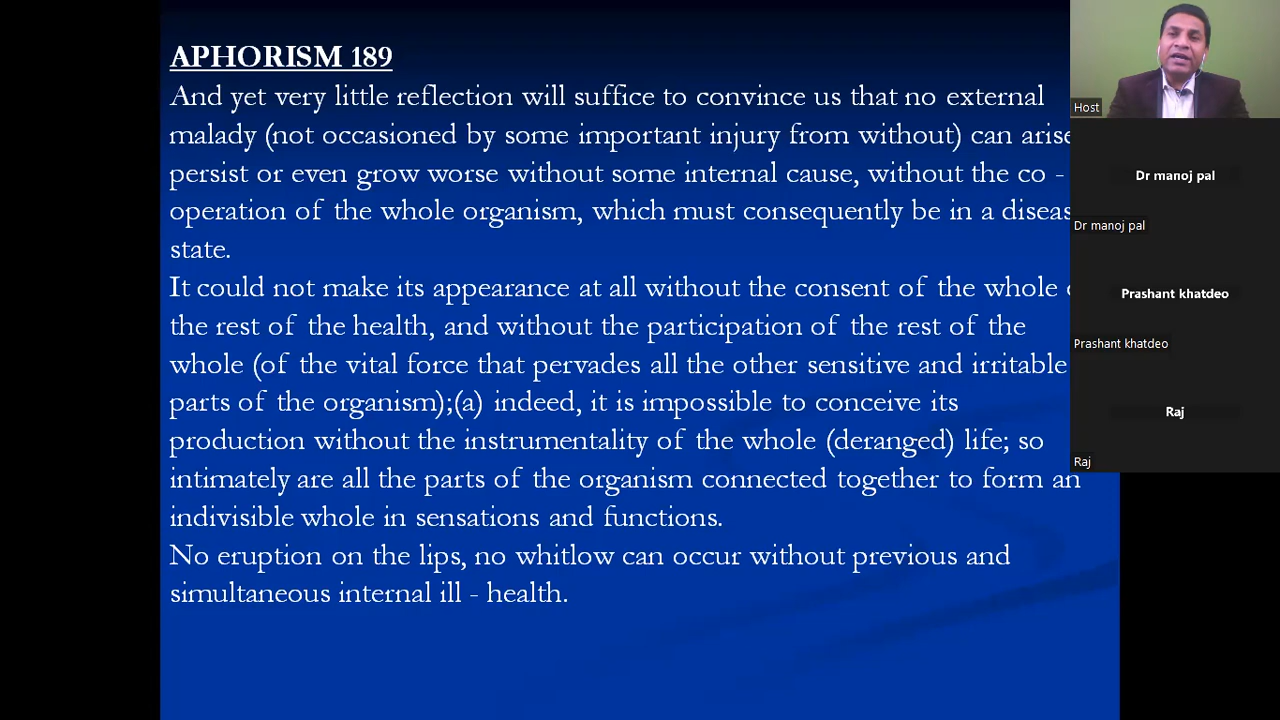 APHORISM 189
And yet very little reflection will suffice to convince us that no external
malady (not occasioned by some important injury from without) can arise
persist or even grow worse without some internal cause, without the co -
operation of the whole organism, which must consequently be in a
state.
It could not make its appearance at all without the consent of the whole
the rest of the health, and without the participation of the rest of the
whole (of the vital force that pervades all the other sensitive and irritable
parts of the organism);(a) indeed, it is impossible to conceive its
production without the instrumentality of the whole (deranged) life; so
intimately are all the parts of the organism connected together to form an
indivisible whole in sensations and functions.
No eruption on the lips, no whitlow can occur without previous and
simultaneous internal ill - health.
Host
Dr manoj pal
Dr manoj pal
Prashant khatdeo
Prashant khatdeo
Raj
Raj